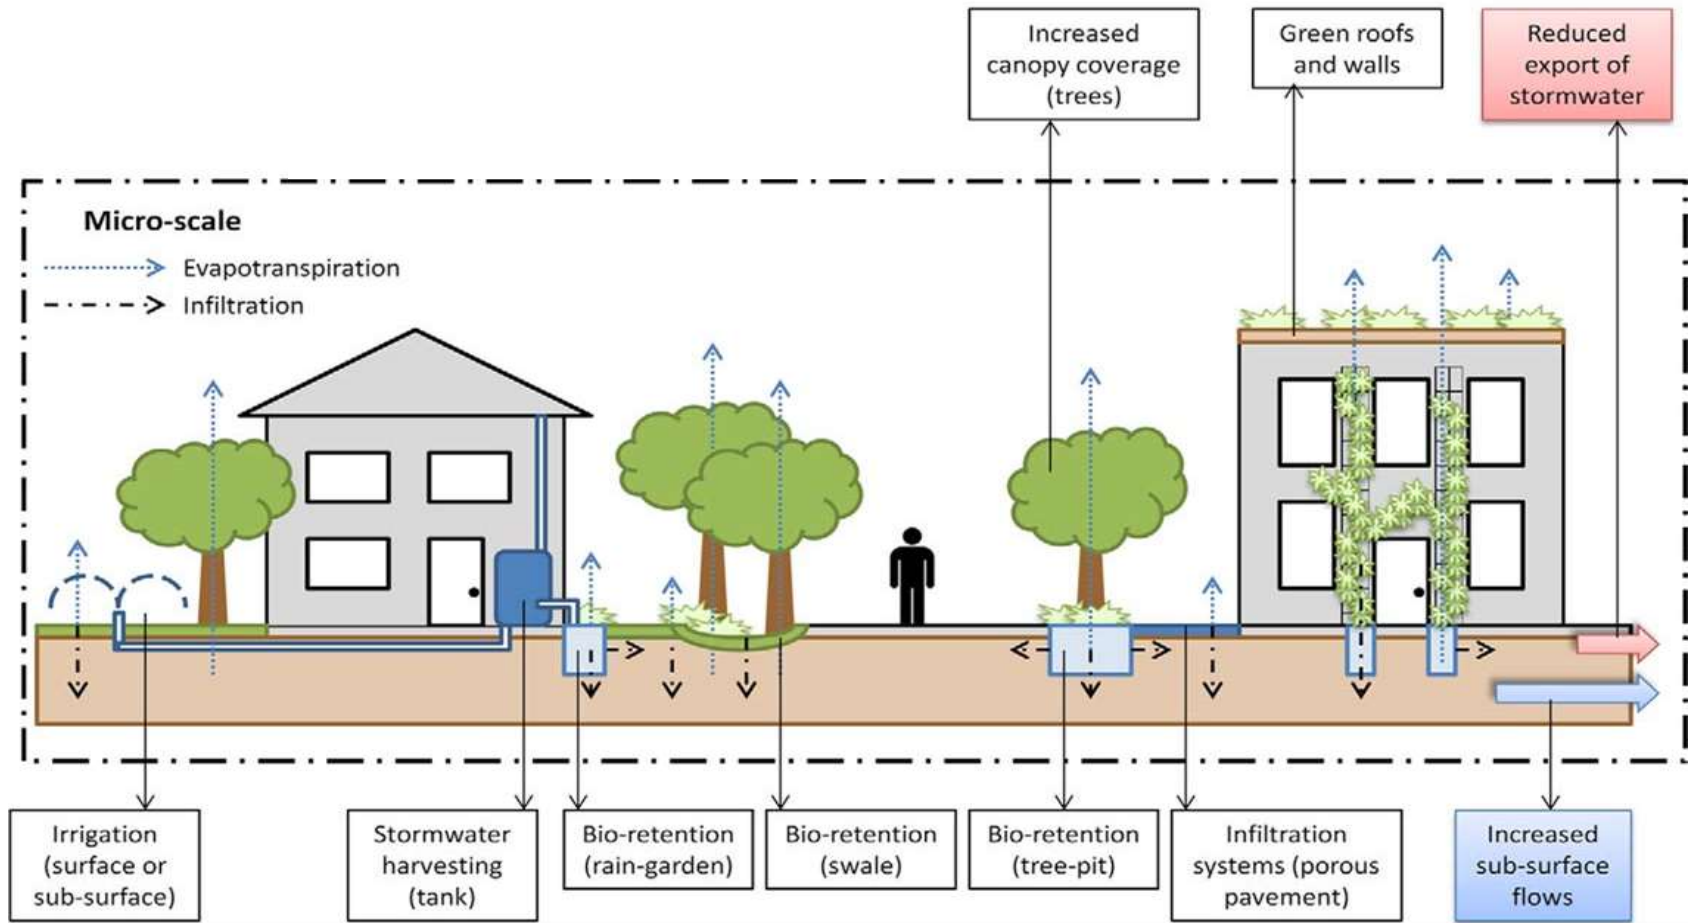 Increased
canopy coverage
(trees)
Green roofs
and walls
Reduced
export of
stormwater
Micro-scale
Evapotranspiration
Infiltration
Irrigation
(surface or
sub-surface)
Stormwater
harvesting
(tank)
Bio-retention
(rain-garden)
Bio-retention
(swale)
Bio-retention
(tree-pit)
Infiltration
systems (porous
pavement)
Increased
sub-surface
flows